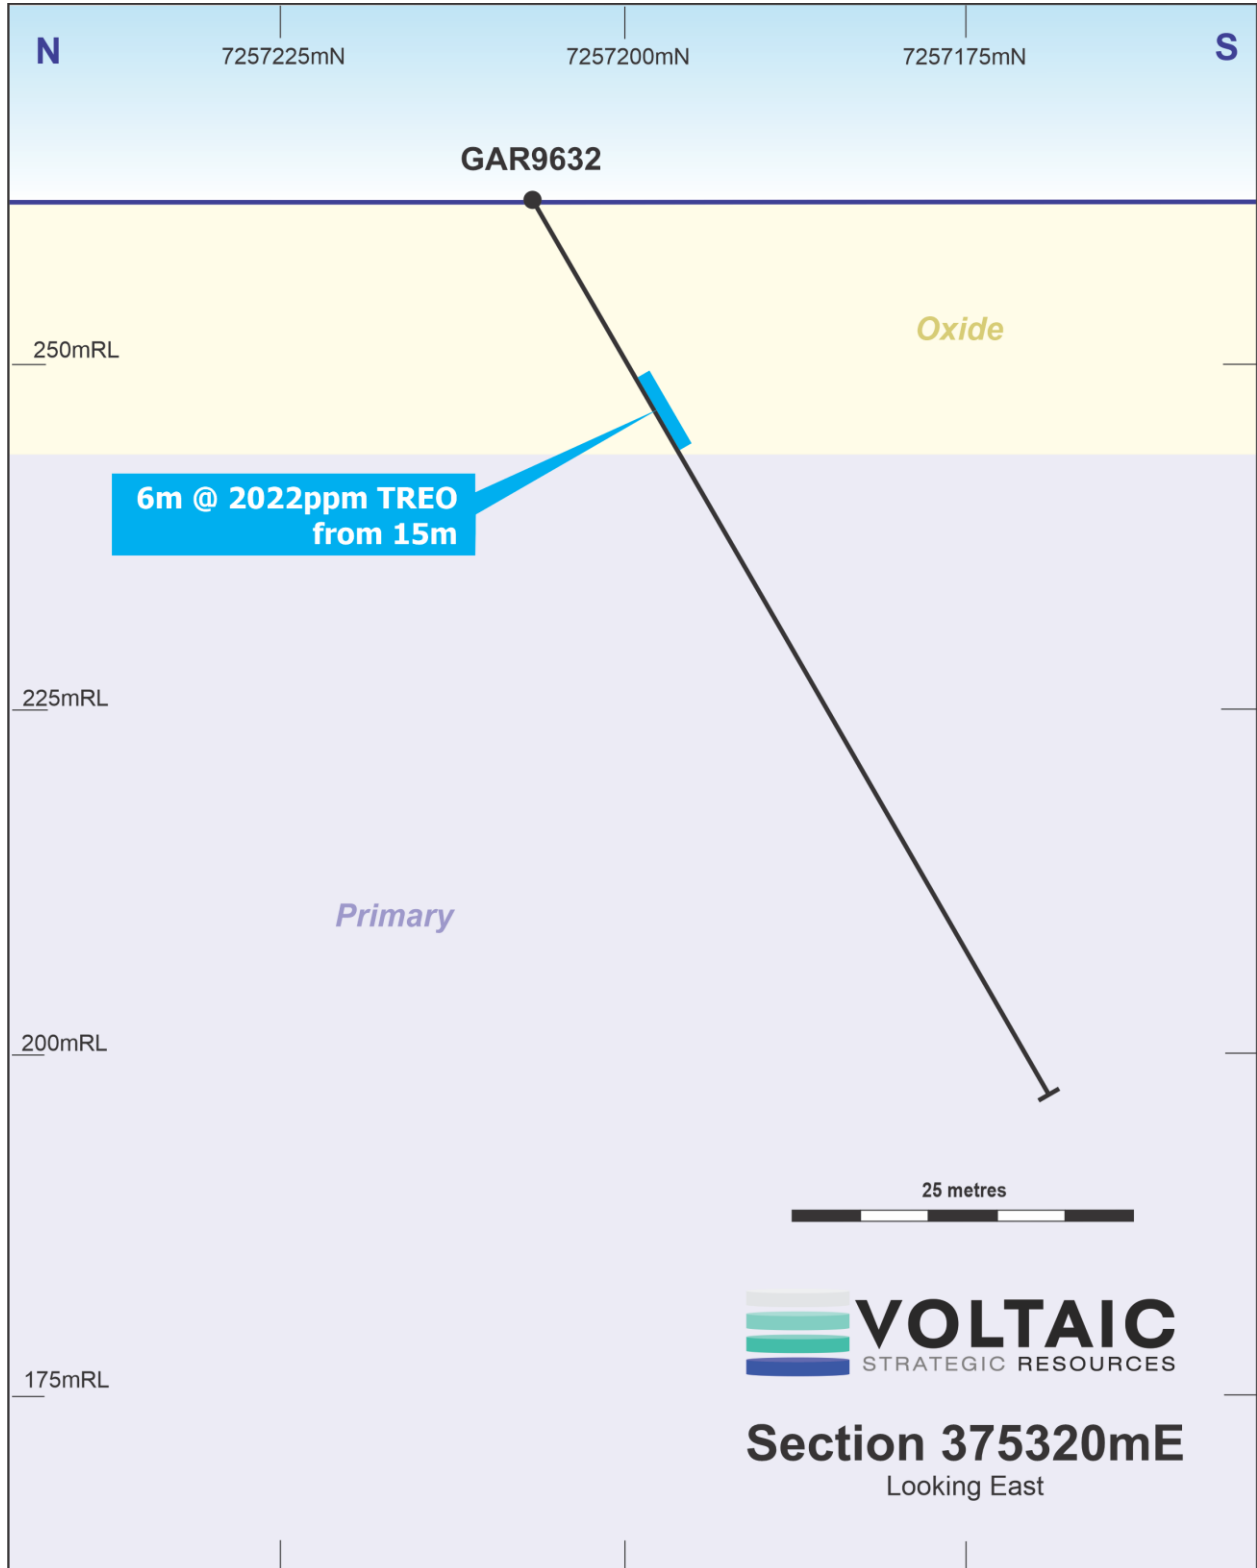 N
7257225mN
7257200mN
7257175mN
S
GAR9632
Oxide
250mRL
6m @ 2022ppm TREO
from 15m
225mRL
Primary
200mRL
25 metres
VOLTAIC
STRATEGIC RESOURCES
175mRL
Section 375320mE
Looking East